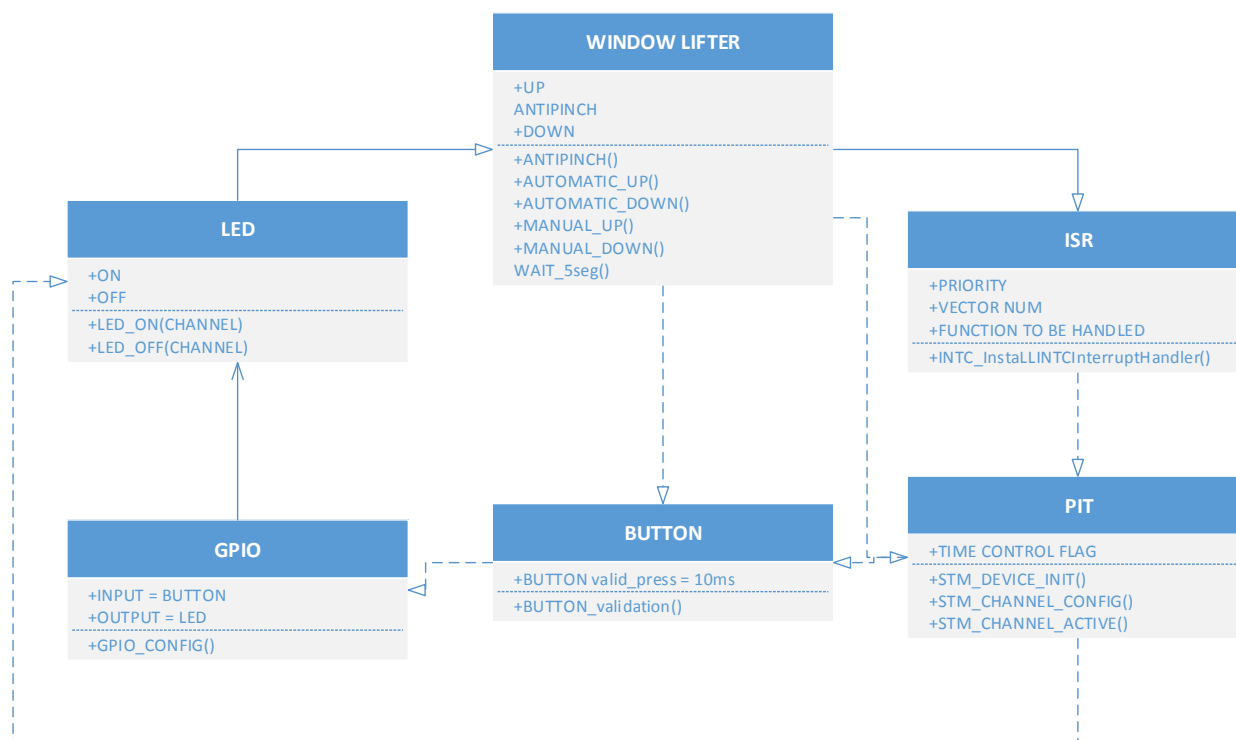 WINDOW LIFTER
+UP
ANTIPINCH
+DOWN
+ANTIPINCH()
+AUTOMATIC_UP()
+AUTOMATIC_DOWN()
+MANUAL_UP()
+MANUAL_DOWN()
WAIT_5seg()
LED
+ON
+OFF
+LED_ON(CHANNEL)
+LED_OFF(CHANNEL)
ISR
+PRIORITY
+VECTOR NUM
+FUNCTION TO BE HANDLED
+INTC_InstaLLINTCInterruptHandler()
GPIO
+INPUT = BUTTON
+OUTPUT = LED
+GPIO_CONFIG()
BUTTON
+BUTTON valid_press = 10ms
+BUTTON_validation()
PIT
+TIME CONTROL FLAG
+STM_DEVICE_INIT()
+STM_CHANNEL_CONFIG()
+STM_CHANNEL_ACTIVE()